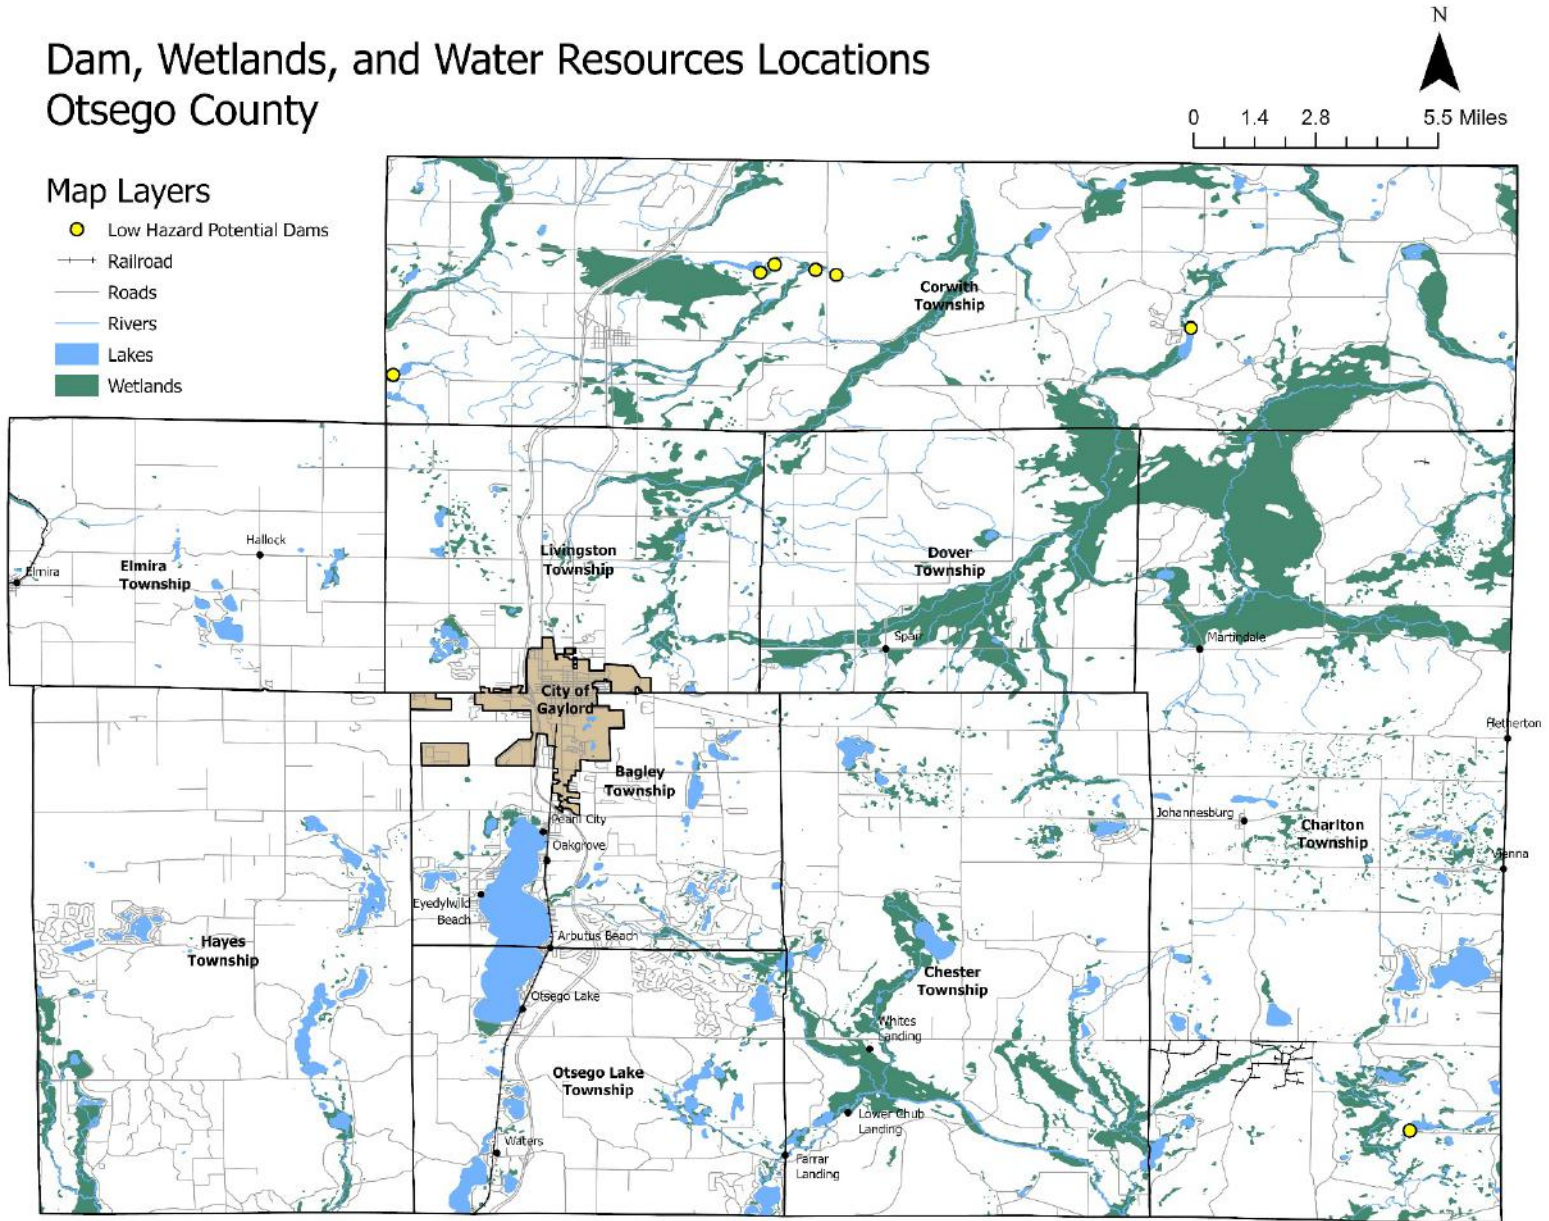 N
Dam, Wetlands, and Water Resources Locations
Otsego County
0 1.4 2.8 5.5 Miles
Map Layers
Low Hazard Potential Dams
Railroad
Roads
Rivers
Lakes
Wetlands
Corwith
Township
Hallock
Elmira
Elmira
Township
Livingston
Township
Dover
Township
Sparr
Martindale
City of
Gaylord
Hetherton
Bagley
Township
Pearl City
Oakgrove
Johannesburg
Charlton
Township
Vienna
Eyedylwild
Beach
Arbutus Beach
Hayes
Township
Chester
Township
Otsego Lake
Whites
Landing
Otsego Lake
Township
Lower Chub
Landing
Waters
Farrar
Landing